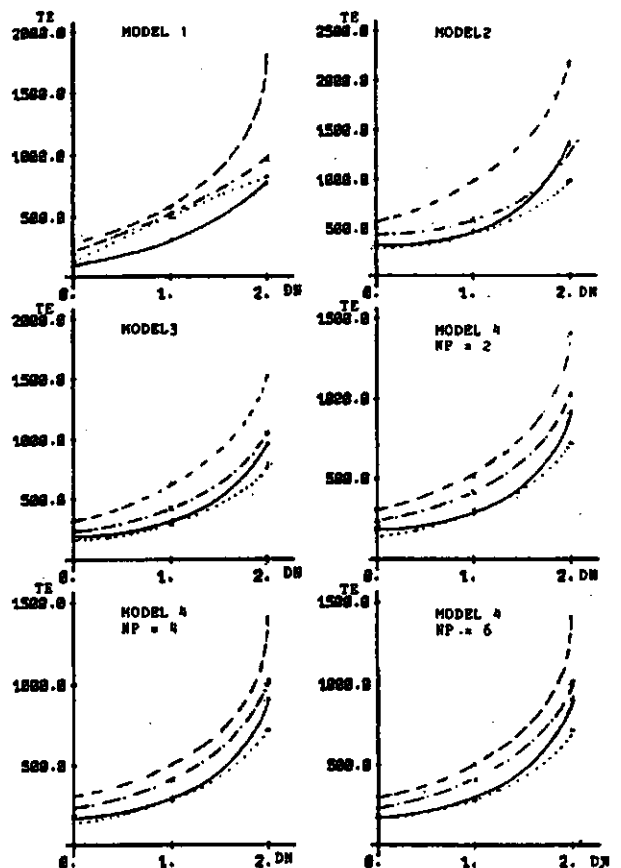 TE
2000.0
MODEL 1
1500.0
1000.0
500.0
0. 1. 2. DN
TE
2500.0
MODEL2
2000.0
1500.0
1000.0
500.0
0. 1. 2. DN
TE
2000.0
MODEL3
1500.0
1000.0
500.0
0. 1. 2. DN
TE
1500.0
MODEL 4
NP = 2
1000.0
500.0
0. 1. 2. DN
TE
1500.0
MODEL 4
NP = 4
1000.0
500.0
0. 1. 2. DN
TE
1500.0
MODEL 4
NP = 6
1000.0
500.0
0. 1. 2. DN